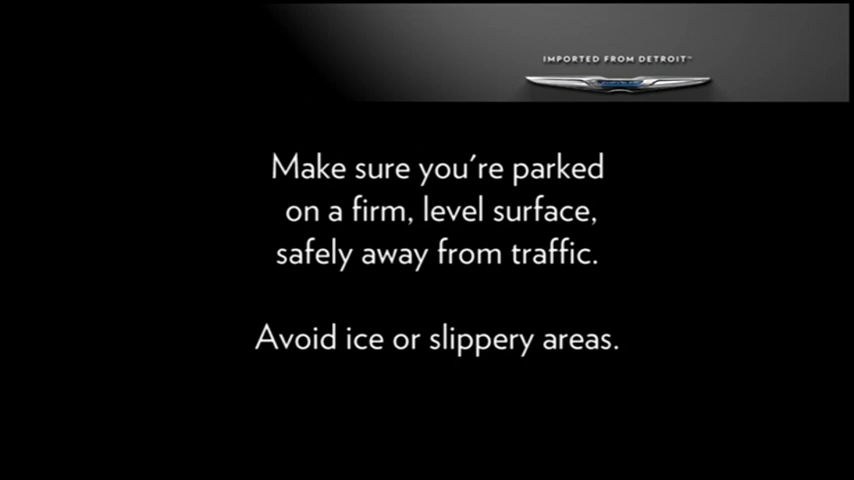 IMPORTED FROM DETROIT™
Make sure you're parked
on a firm, level surface,
safely away from traffic.
Avoid ice or slippery areas.